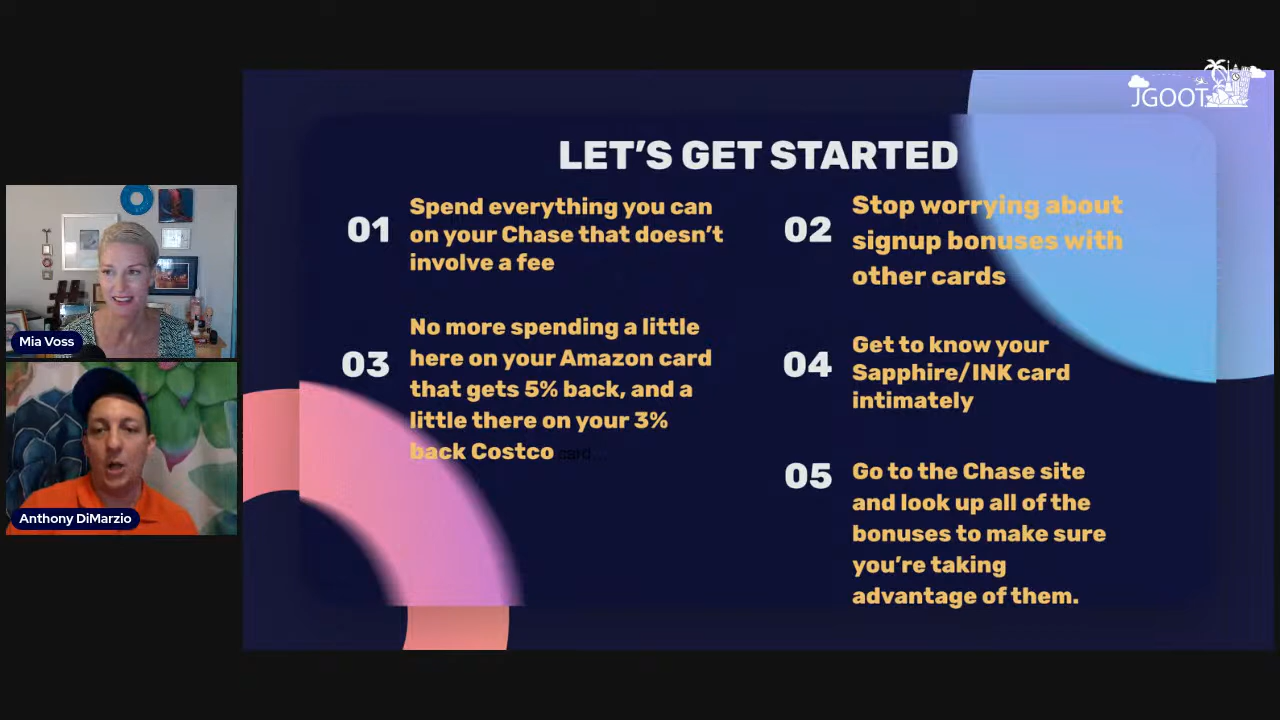 JGOOT
LET'S GET STARTED
01
Spend everything you can
on your Chase that doesn't
involve a fee
02
Stop worrying about
signup bonuses with
other cards
03
No more spending a little
here on your Amazon card
that gets 5% back, and a
little there on your 3%
back Costco card...
04
Get to know your
Sapphire/INK card
intimately
05
Go to the Chase site
and look up all of the
bonuses to make sure
you're taking
advantage of them.
Mia Voss
Anthony DiMarzio